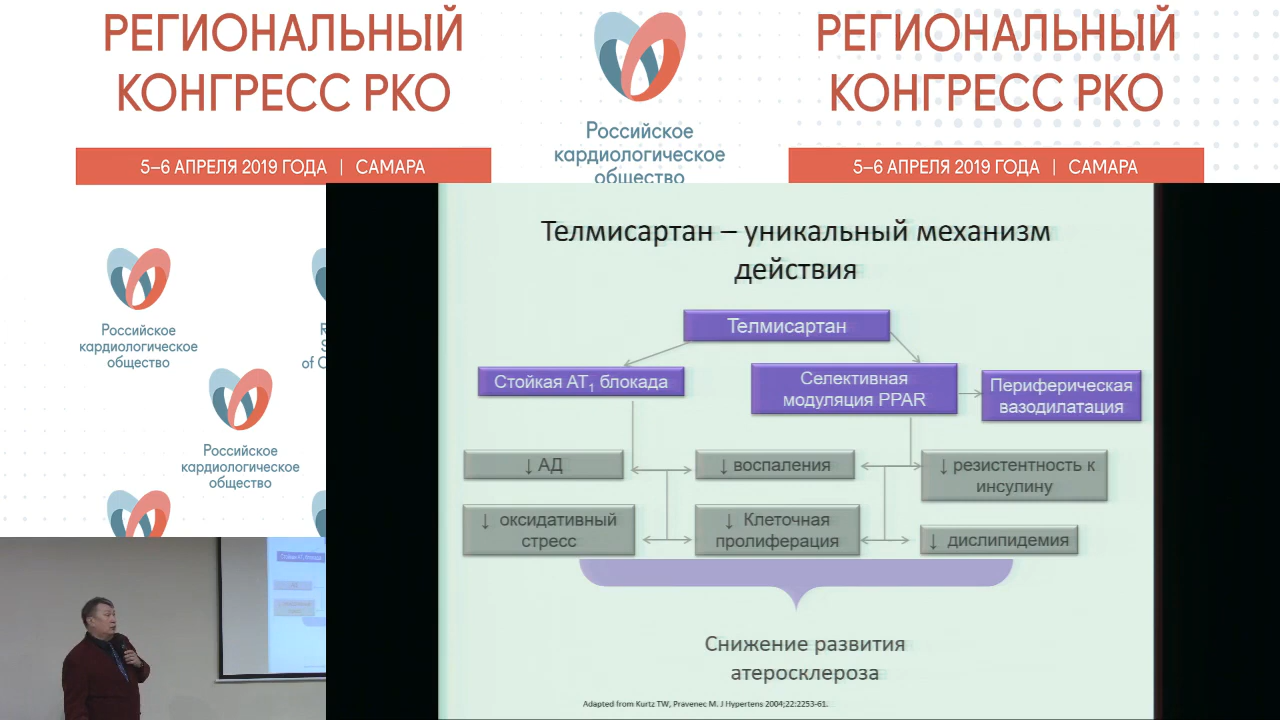 РЕГИОНАЛЬНЫЙ
КОНГРЕСС РКО
5–6 АПРЕЛЯ 2019 ГОДА | САМАРА
Российское
кардиологическое
общество
РЕГИОНАЛЬНЫЙ
КОНГРЕСС РКО
5–6 АПРЕЛЯ 2019 ГОДА | САМАРА
Российское
кардиологическое
общество
of C
Российское
кардиологическое
общество
Телмисартан – уникальный механизм
действия
Телмисартан
Стойкая АТ1 блокада
Селективная
модуляция PPAR
Периферическая
вазодилатация
↓ АД
↓ воспаления
↓ резистентность к
инсулину
↓ оксидативный
стресс
↓ Клеточная
пролиферация
↓ дислипидемия
Снижение развития
атеросклероза
Adapted from Kurtz TW, Pravenec M. J Hypertens 2004;22:2253-61.